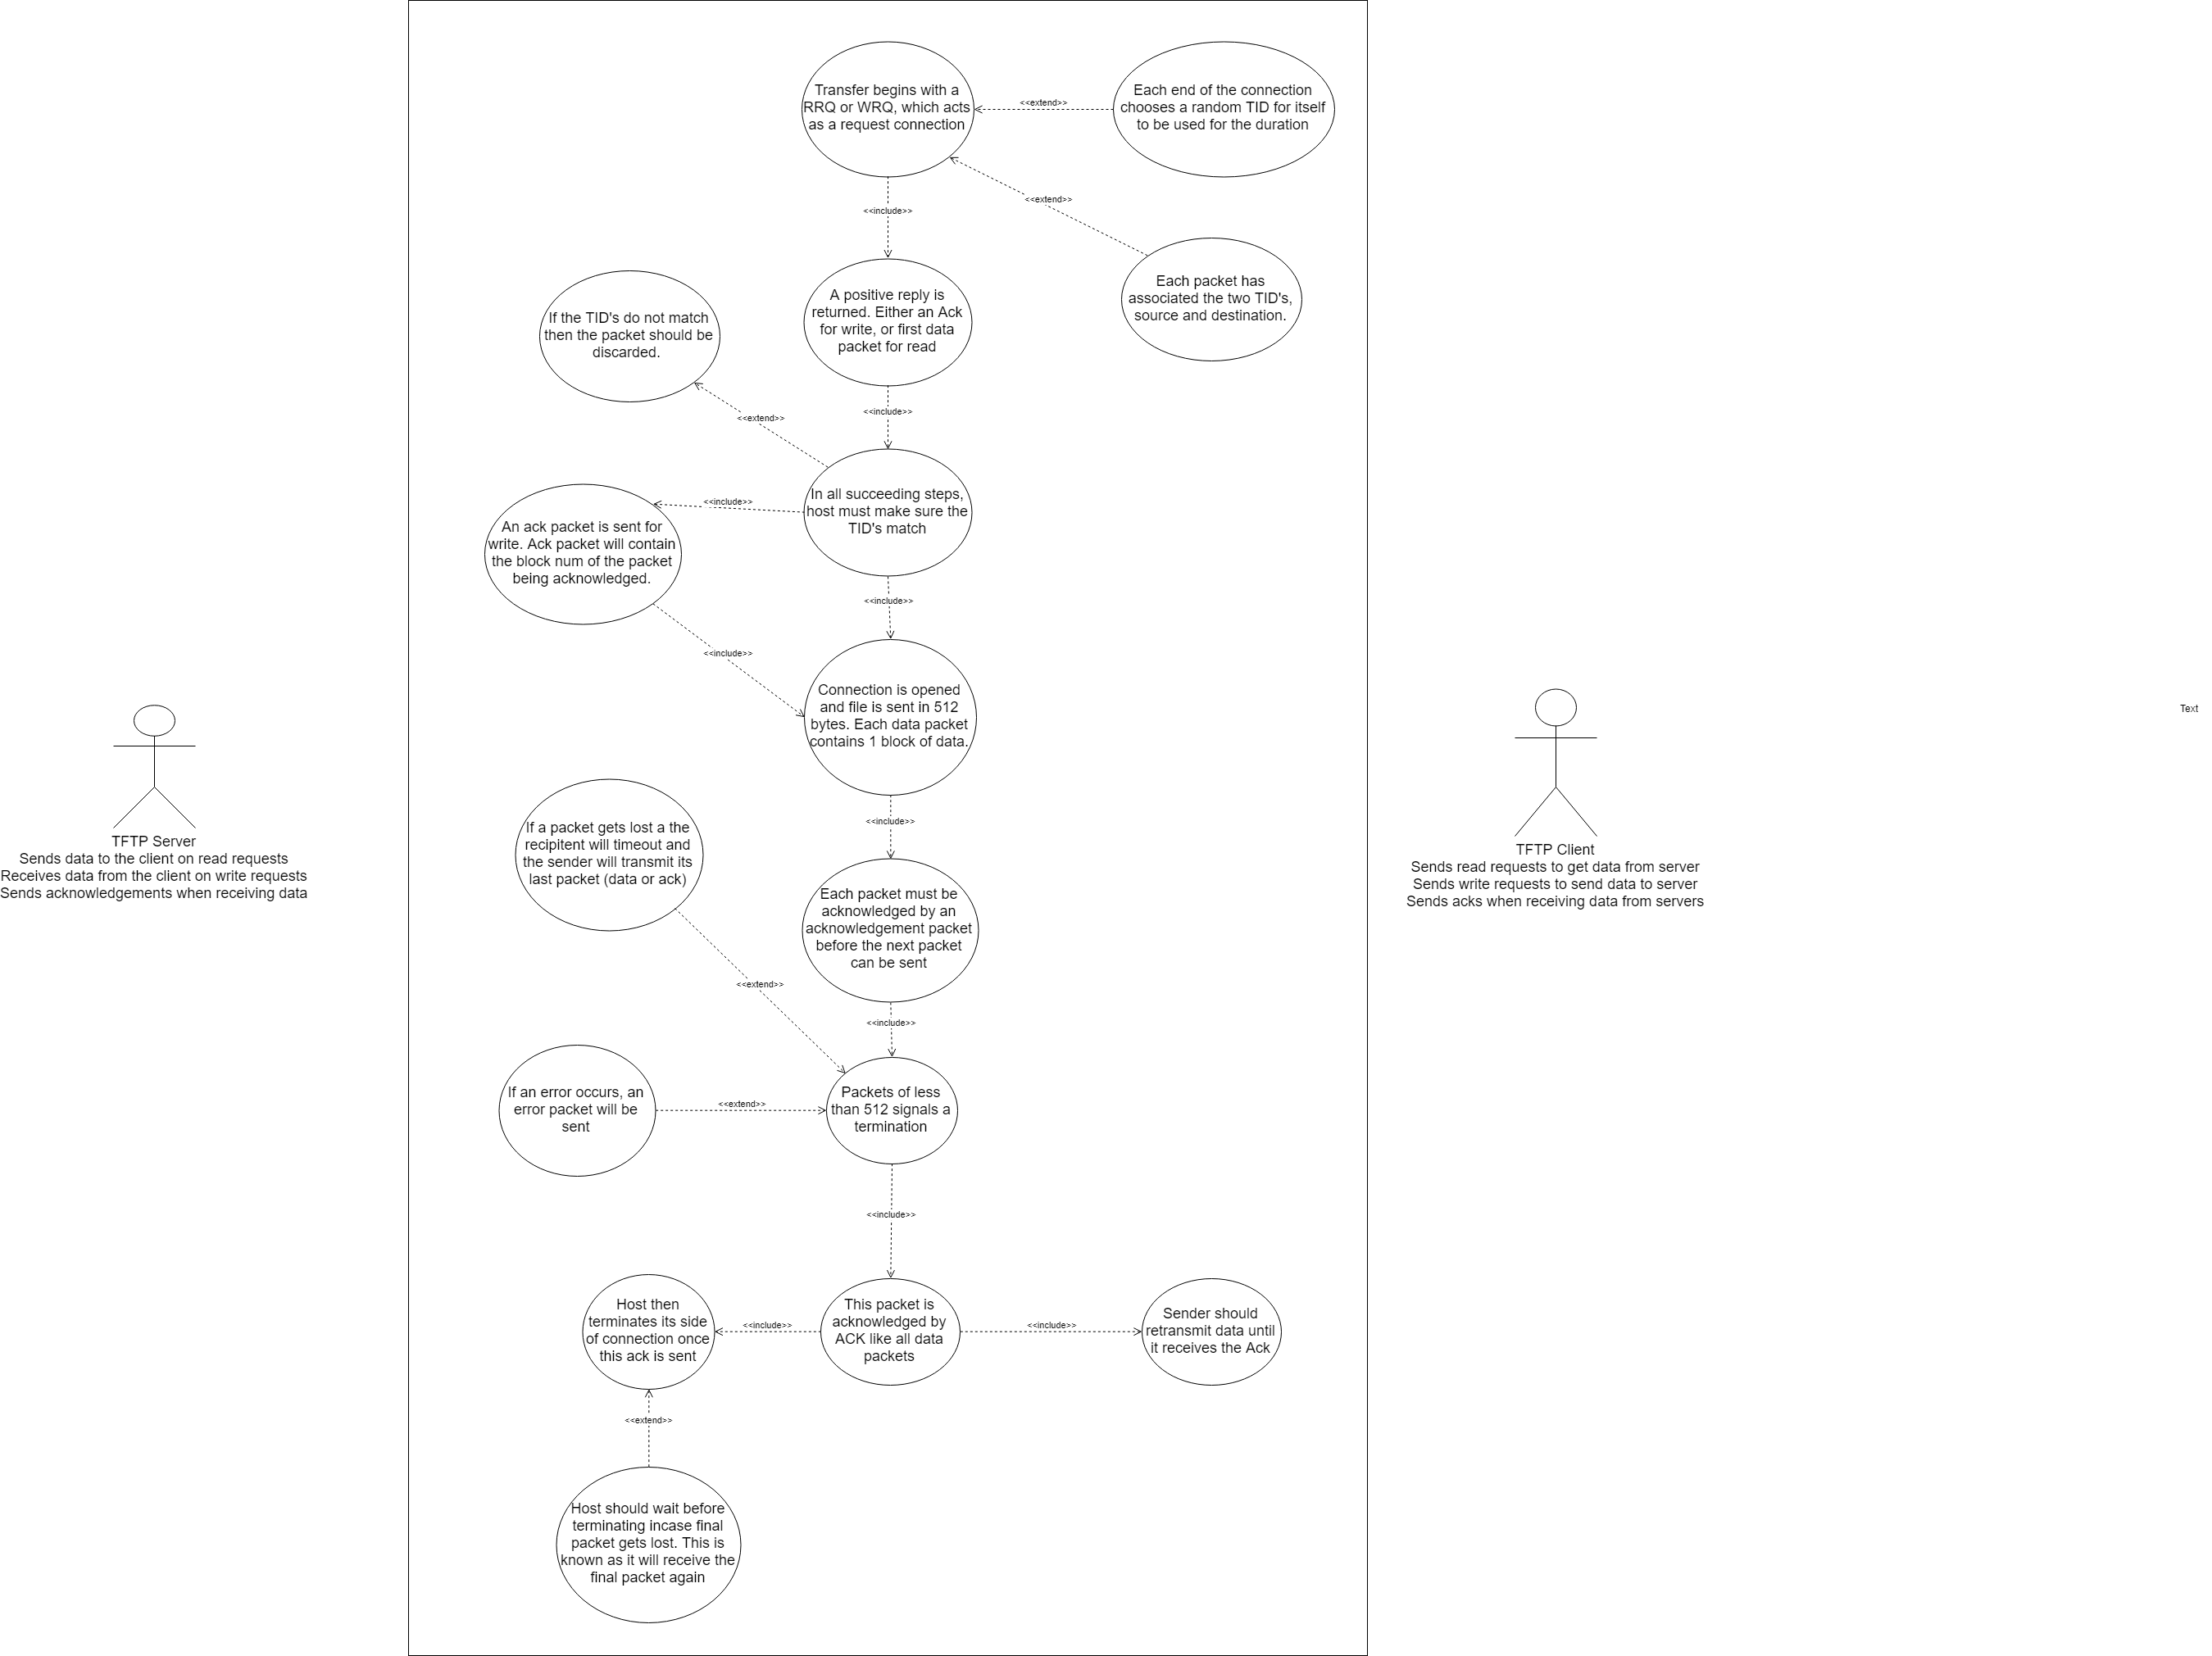 Transfer begins with a
RRQ or WRQ, which acts
as a request connection
<<extend>>
Each end of the connection
chooses a random TID for itself
to be used for the duration
<<extend>>
<<include>>
Each packet has
associated the two TID's,
source and destination.
A positive reply is
returned. Either an Ack
for write, or first data
packet for read
If the TID's do not match
then the packet should be
discarded.
<<include>>
<<extend>>
In all succeeding steps,
host must make sure the
TID's match
<<include>>
An ack packet is sent for
write. Ack packet will contain
the block num of the packet
being acknowledged.
<<include>>
<<include>>
Connection is opened
and file is sent in 512
bytes. Each data packet
contains 1 block of data.
Text
TFTP Server
Sends data to the client on read requests
Receives data from the client on write requests
Sends acknowledgements when receiving data
TFTP Client
Sends read requests to get data from server
Sends write requests to send data to server
Sends acks when receiving data from servers
If a packet gets lost a the
recipitent will timeout and
the sender will transmit its
last packet (data or ack)
<<include>>
Each packet must be
acknowledged by an
acknowledgement packet
before the next packet
can be sent
<<extend>>
<<include>>
If an error occurs, an
error packet will be
sent
<<extend>>
Packets of less
than 512 signals a
termination
<<include>>
Host then
terminates its side
of connection once
this ack is sent
<<include>>
This packet is
acknowledged by
ACK like all data
packets
<<include>>
Sender should
retransmit data until
it receives the Ack
<<extend>>
Host should wait before
terminating incase final
packet gets lost. This is
known as it will receive the
final packet again